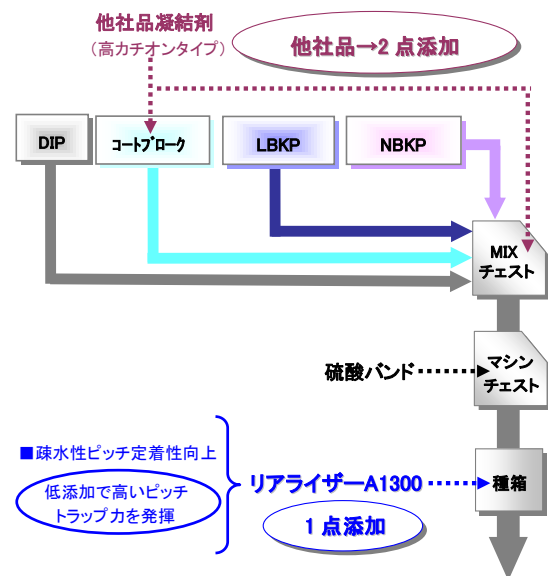 他社品凝結剤
（高カチオンタイプ）
他社品→2点添加
DIP
コートブローク
LBKP
NBKP
MIX
チェスト
硫酸バンド
マシン
チェスト
■疎水性ピッチ定着性向上
低添加で高いピッチ
トラップ力を発揮
リアライザーA1300
1点添加
種箱